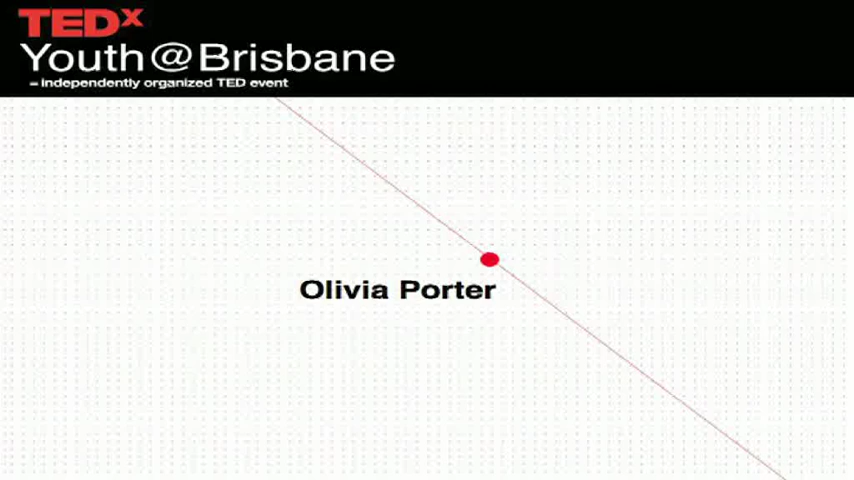 TEDx
Youth@Brisbane
– independently organized TED event
Olivia Porter